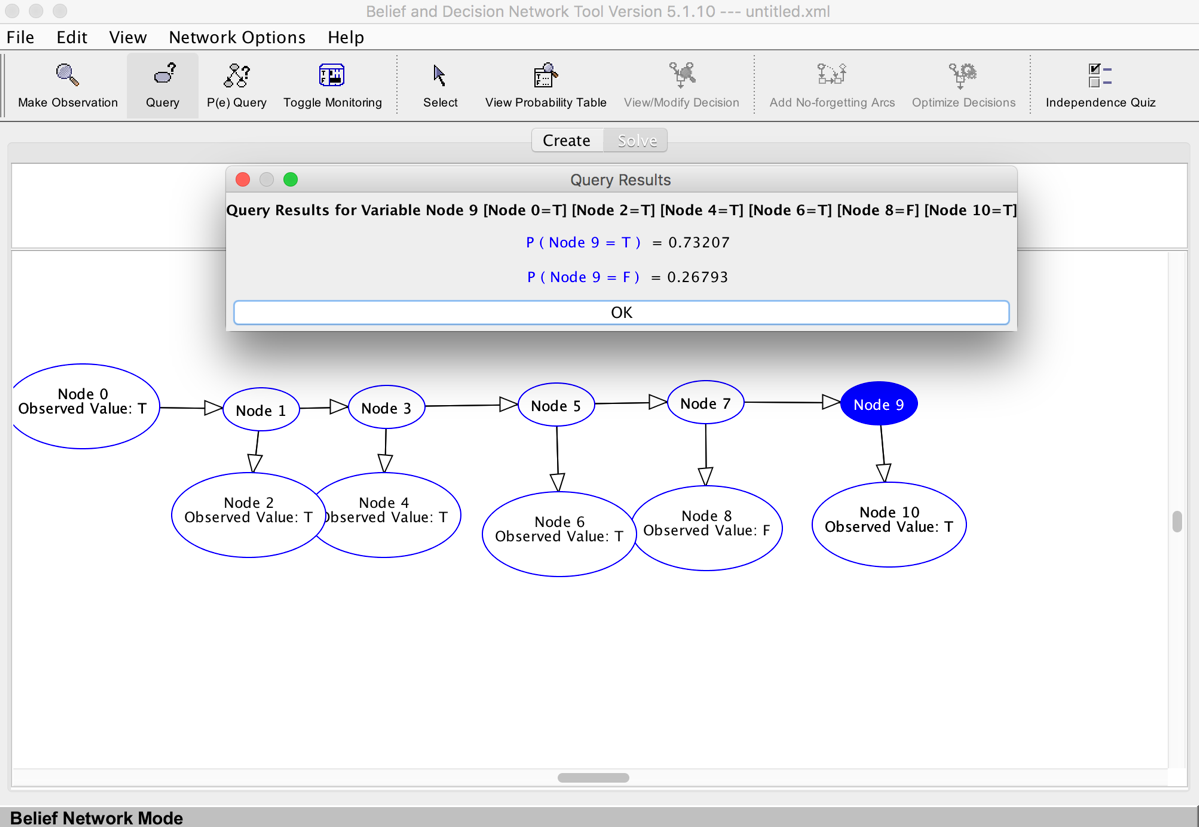 Belief and Decision Network Tool Version 5.1.10 --- untitled.xml
File Edit View Network Options Help
Make Observation Query P(e) Query Toggle Monitoring Select View Probability Table View/Modify Decision Add No-forgetting Arcs Optimize Decisions Independence Quiz
Create Solve
Query Results
Query Results for Variable Node 9 [Node 0=T] [Node 2=T] [Node 4=T] [Node 6=T] [Node 8=F] [Node 10=T]
P ( Node 9 = T ) = 0.73207
P ( Node 9 = F ) = 0.26793
OK
Node 0
Observed Value: T
Node 1
Node 3
Node 5
Node 7
Node 9
Node 2
Observed Value: T
Node 4
Observed Value: T
Node 6
Observed Value: T
Node 8
Observed Value: F
Node 10
Observed Value: T
Belief Network Mode